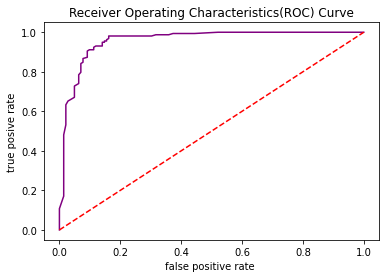 Receiver Operating Characteristics(ROC) Curve
1.0
0.8
0.6
0.4
0.2
0.0
true posive rate
0.0 0.2 0.4 0.6 0.8 1.0
false positive rate